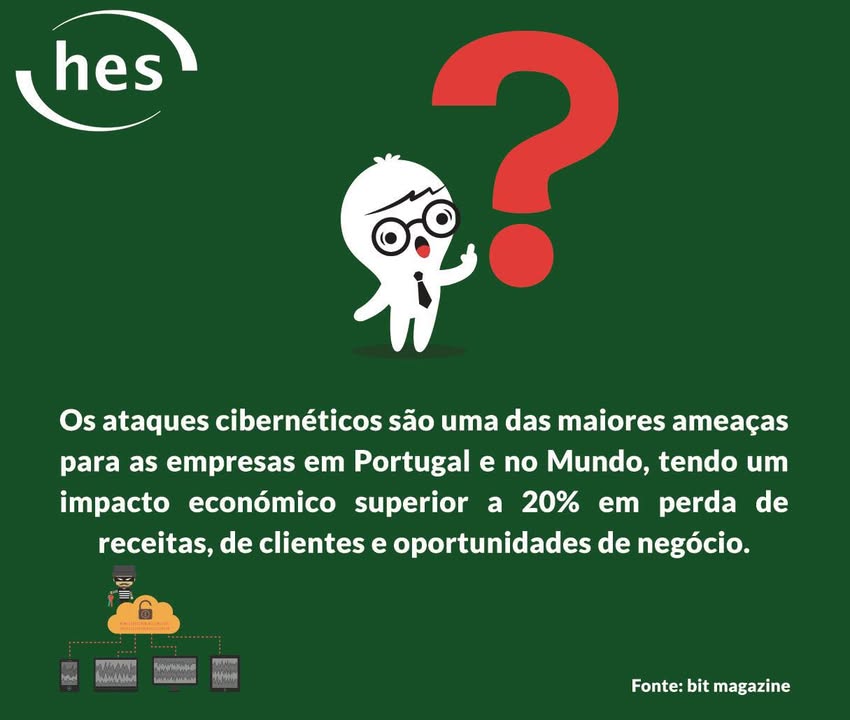 hes
?
Os ataques cibernéticos são uma das maiores ameaças
para as empresas em Portugal e no Mundo, tendo um
impacto económico superior a 20% em perda de
receitas, de clientes e oportunidades de negócio.
Fonte: bit magazine